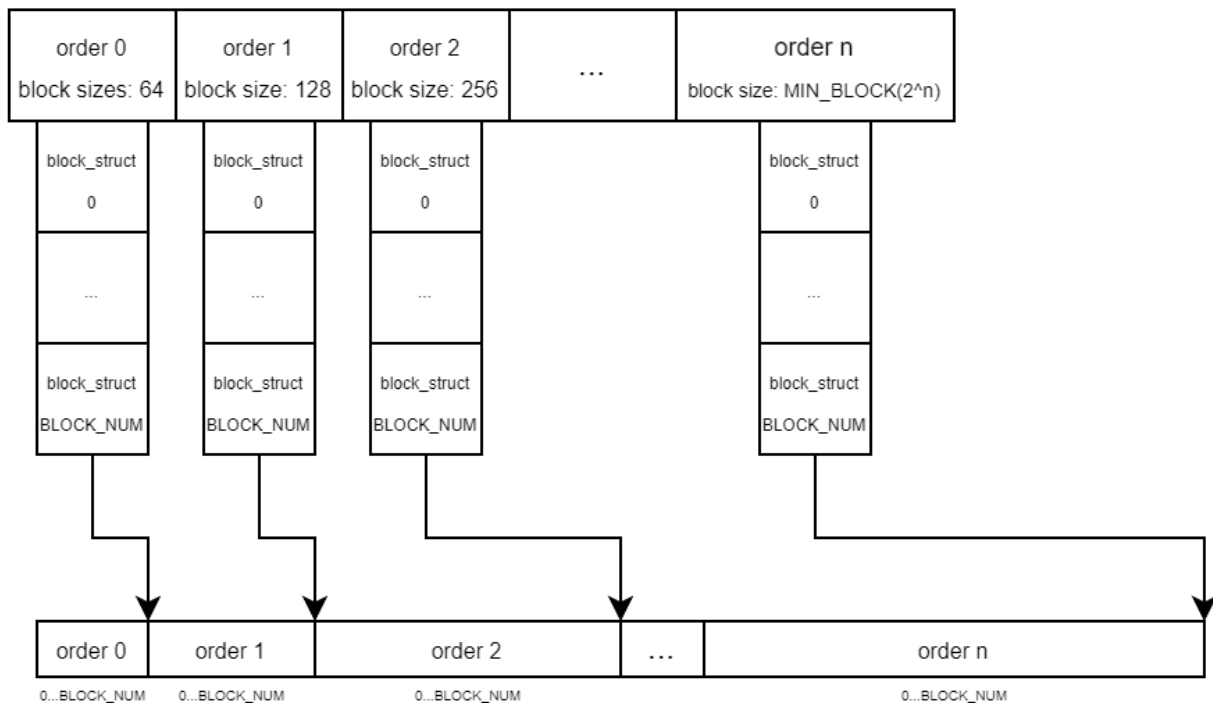 order 0
block sizes: 64
order 1
block size: 128
order 2
block size: 256
...
order n
block size: MIN_BLOCK(2^n)
block_struct
0
...
block_struct
BLOCK_NUM
block_struct
0
...
block_struct
BLOCK_NUM
block_struct
0
...
block_struct
BLOCK_NUM
block_struct
0
...
block_struct
BLOCK_NUM
order 0
order 1
order 2
...
order n
0...BLOCK_NUM
0...BLOCK_NUM
0...BLOCK_NUM
0...BLOCK_NUM